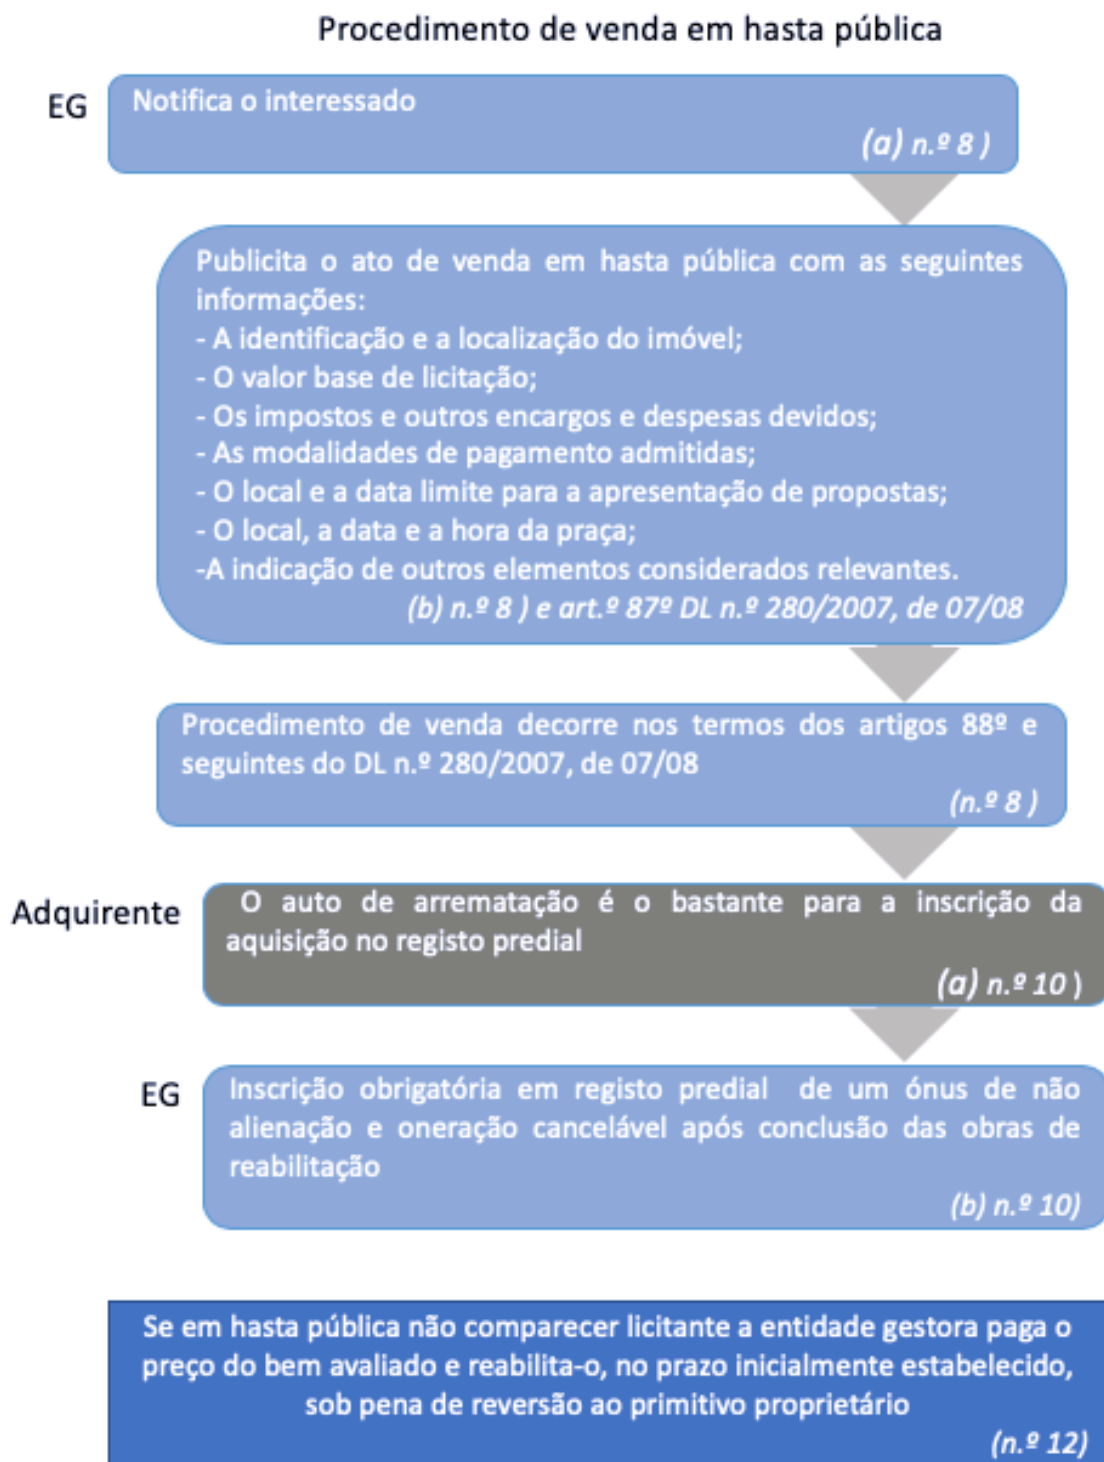 Procedimento de venda em hasta pública
EG
Notifica o interessado
(a) n.º 8 )
Publicita o ato de venda em hasta pública com as seguintes
informações:
- A identificação e a localização do imóvel;
- O valor base de licitação;
- Os impostos e outros encargos e despesas devidos;
- As modalidades de pagamento admitidas;
- O local e a data limite para a apresentação de propostas;
- O local, a data e a hora da praça;
-A indicação de outros elementos considerados relevantes.
(b) n.º 8 ) e art.º 87º DL n.º 280/2007, de 07/08
Procedimento de venda decorre nos termos dos artigos 88º e
seguintes do DL n.º 280/2007, de 07/08
(n.º 8 )
Adquirente
O auto de arrematação é o bastante para a inscrição da
aquisição no registo predial
(a) n.º 10 )
EG
Inscrição obrigatória em registo predial de um ónus de não
alienação e oneração cancelável após conclusão das obras de
reabilitação
(b) n.º 10)
Se em hasta pública não comparecer licitante a entidade gestora paga o
preço do bem avaliado e reabilita-o, no prazo inicialmente estabelecido,
sob pena de reversão ao primitivo proprietário
(n.º 12)